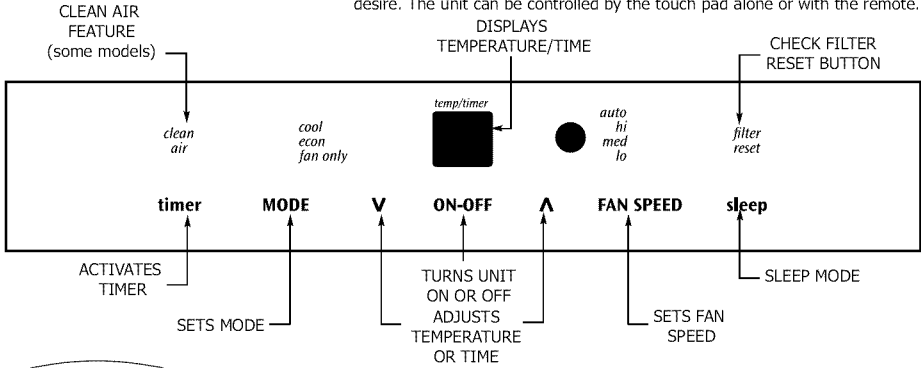 desire. The unit can be controlled by the touch pad alone or with the remote.
CLEAN AIR
FEATURE
(some models)
DISPLAYS
TEMPERATURE/TIME
CHECK FILTER
RESET BUTTON
clean
air
cool
econ
fan only
temp/timer
auto
hi
med
lo
filter
reset
timer
MODE
V
ON-OFF
Λ
FAN SPEED
sleep
ACTIVATES
TIMER
SETS MODE
TURNS UNIT
ON OR OFF
ADJUSTS
TEMPERATURE
OR TIME
SETS FAN
SPEED
SLEEP MODE